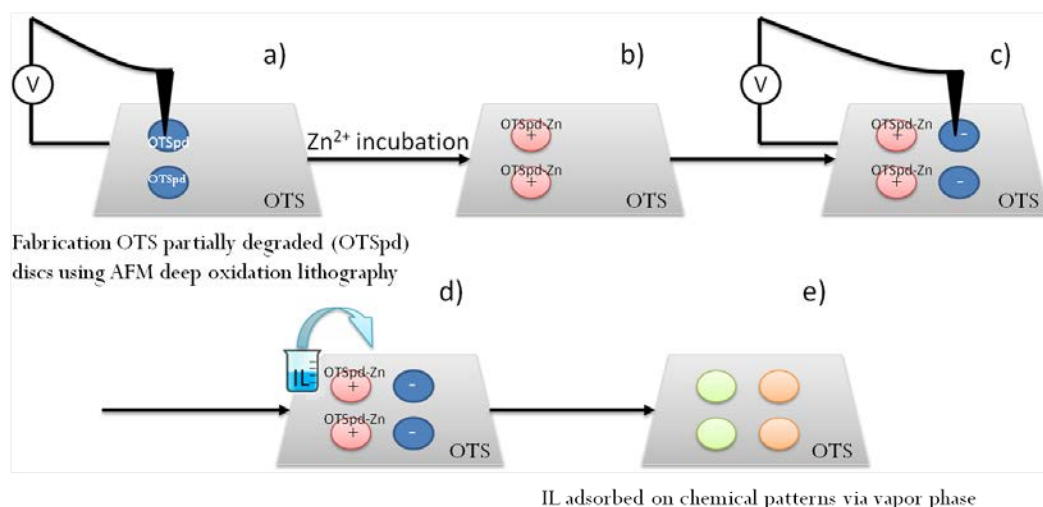 a)
V
OTSpd
OTSpd
OTS
Zn²⁺ incubation
b)
OTSpd-Zn
+
OTSpd-Zn
+
OTS
c)
V
OTSpd-Zn
+
-
OTSpd-Zn
+
-
OTS
Fabrication OTS partially degraded (OTSpd)
discs using AFM deep oxidation lithography
d)
IL
OTSpd-Zn
+
-
OTSpd-Zn
+
-
OTS
e)
OTS
IL adsorbed on chemical patterns via vapor phase